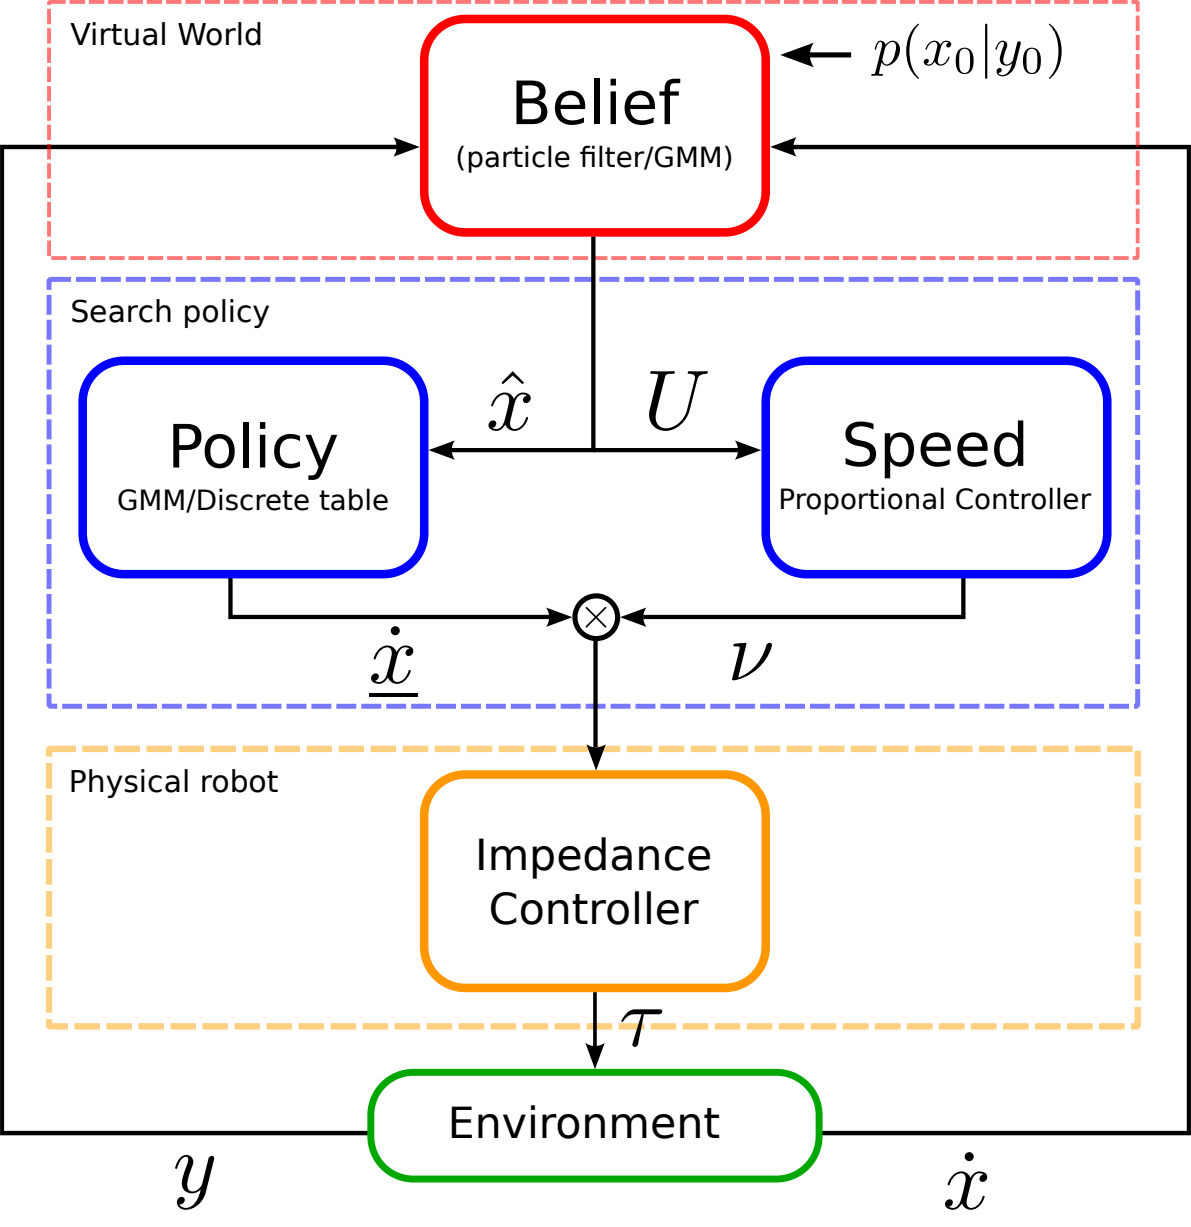 Virtual World
p(x₀|y₀)
Belief
(particle filter/GMM)
Search policy
x̂
U
Policy
GMM/Discrete table
Speed
Proportional Controller
×
ẋ̲
ν
Physical robot
Impedance
Controller
τ
Environment
y
ẋ